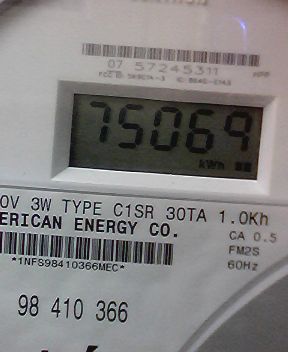 07 57245311
75069
kWh
0V 3W TYPE C1SR 30TA 1.0Kh
ERICAN ENERGY CO.
CA 0.5
FM2S
60Hz
*1NFS98410366MEC*
98 410 366